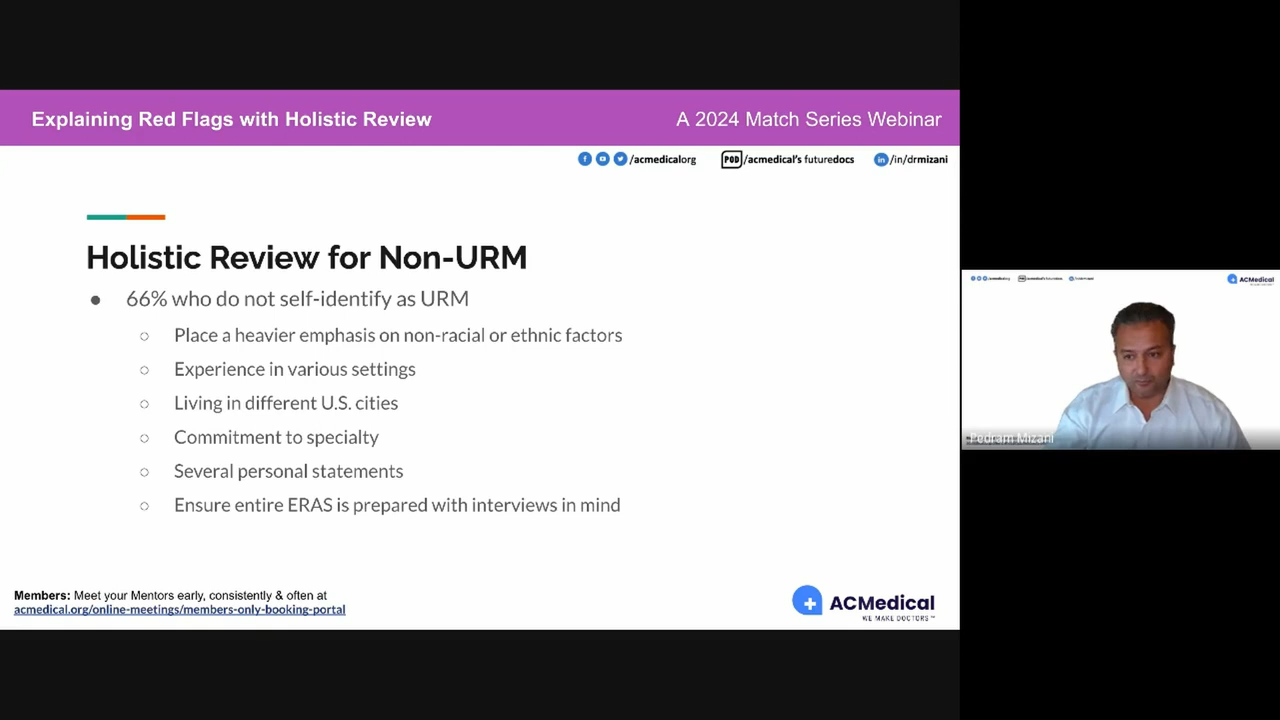 Explaining Red Flags with Holistic Review
A 2024 Match Series Webinar
/acmedicalorg
POD /acmedical's futuredocs
in /in/drmizani
Holistic Review for Non-URM
● 66% who do not self-identify as URM
○ Place a heavier emphasis on non-racial or ethnic factors
○ Experience in various settings
○ Living in different U.S. cities
○ Commitment to specialty
○ Several personal statements
○ Ensure entire ERAS is prepared with interviews in mind
Members: Meet your Mentors early, consistently & often at
acmedical.org/online-meetings/members-only-booking-portal
ACMedical
WE MAKE DOCTORS™
ACMedical
Pedram Mizani